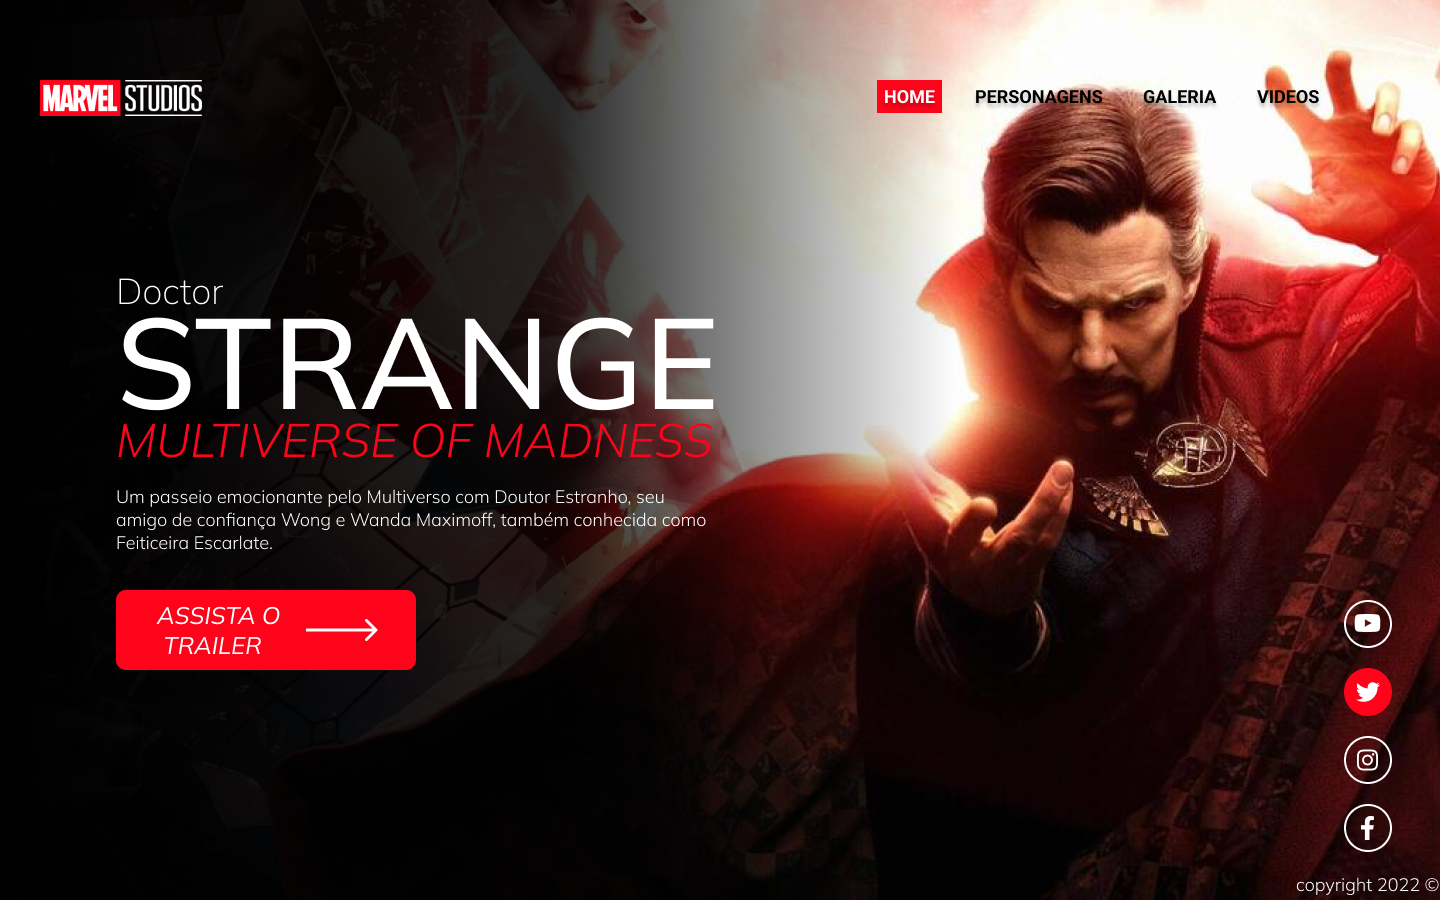 MARVEL STUDIOS
HOME PERSONAGENS GALERIA VIDEOS
Doctor
STRANGE
MULTIVERSE OF MADNESS
Um passeio emocionante pelo Multiverso com Doutor Estranho, seu
amigo de confiança Wong e Wanda Maximoff, também conhecida como
Feiticeira Escarlate.
ASSISTA O
TRAILER
copyright 2022 ©